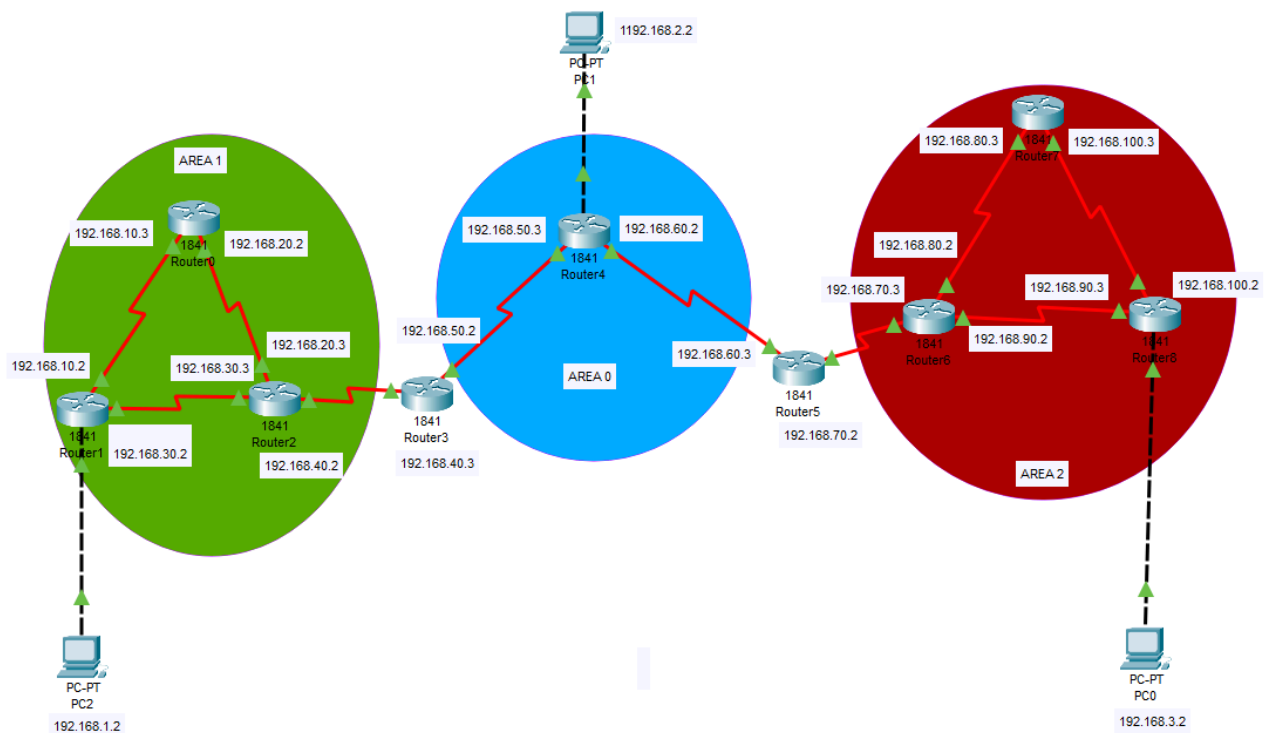 1192.168.2.2
PC-PT
PC1
AREA 1
192.168.10.3
192.168.20.2
1841
Router0
192.168.10.2
192.168.30.3
192.168.20.3
1841
Router1
192.168.30.2
1841
Router2
192.168.40.2
192.168.50.2
1841
Router3
192.168.40.3
192.168.50.3
192.168.60.2
1841
Router4
AREA 0
192.168.60.3
1841
Router5
192.168.70.2
192.168.80.3
192.168.100.3
1841
Router7
192.168.80.2
192.168.70.3
192.168.90.3
192.168.100.2
1841
Router6
192.168.90.2
1841
Router8
AREA 2
PC-PT
PC2
192.168.1.2
PC-PT
PC0
192.168.3.2